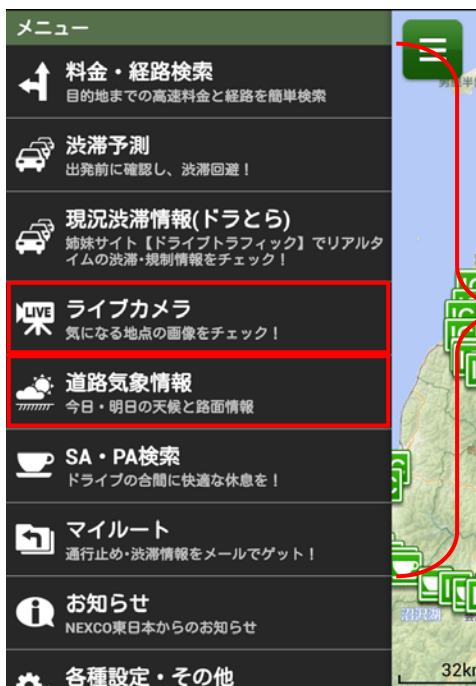 メニュー
料金・経路検索
目的地までの高速料金と経路を簡単検索
渋滞予測
出発前に確認し、渋滞回避！
現況渋滞情報(ドラとら)
姉妹サイト【ドライブトラフィック】でリアルタ
イムの渋滞・規制情報をチェック！
LIVE
ライブカメラ
気になる地点の画像をチェック！
道路気象情報
今日・明日の天候と路面情報
SA・PA検索
ドライブの合間に快適な休息を！
マイルート
通行止め・渋滞情報をメールでゲット！
お知らせ
NEXCO東日本からのお知らせ
各種設定・その他
沼沢湖
32km